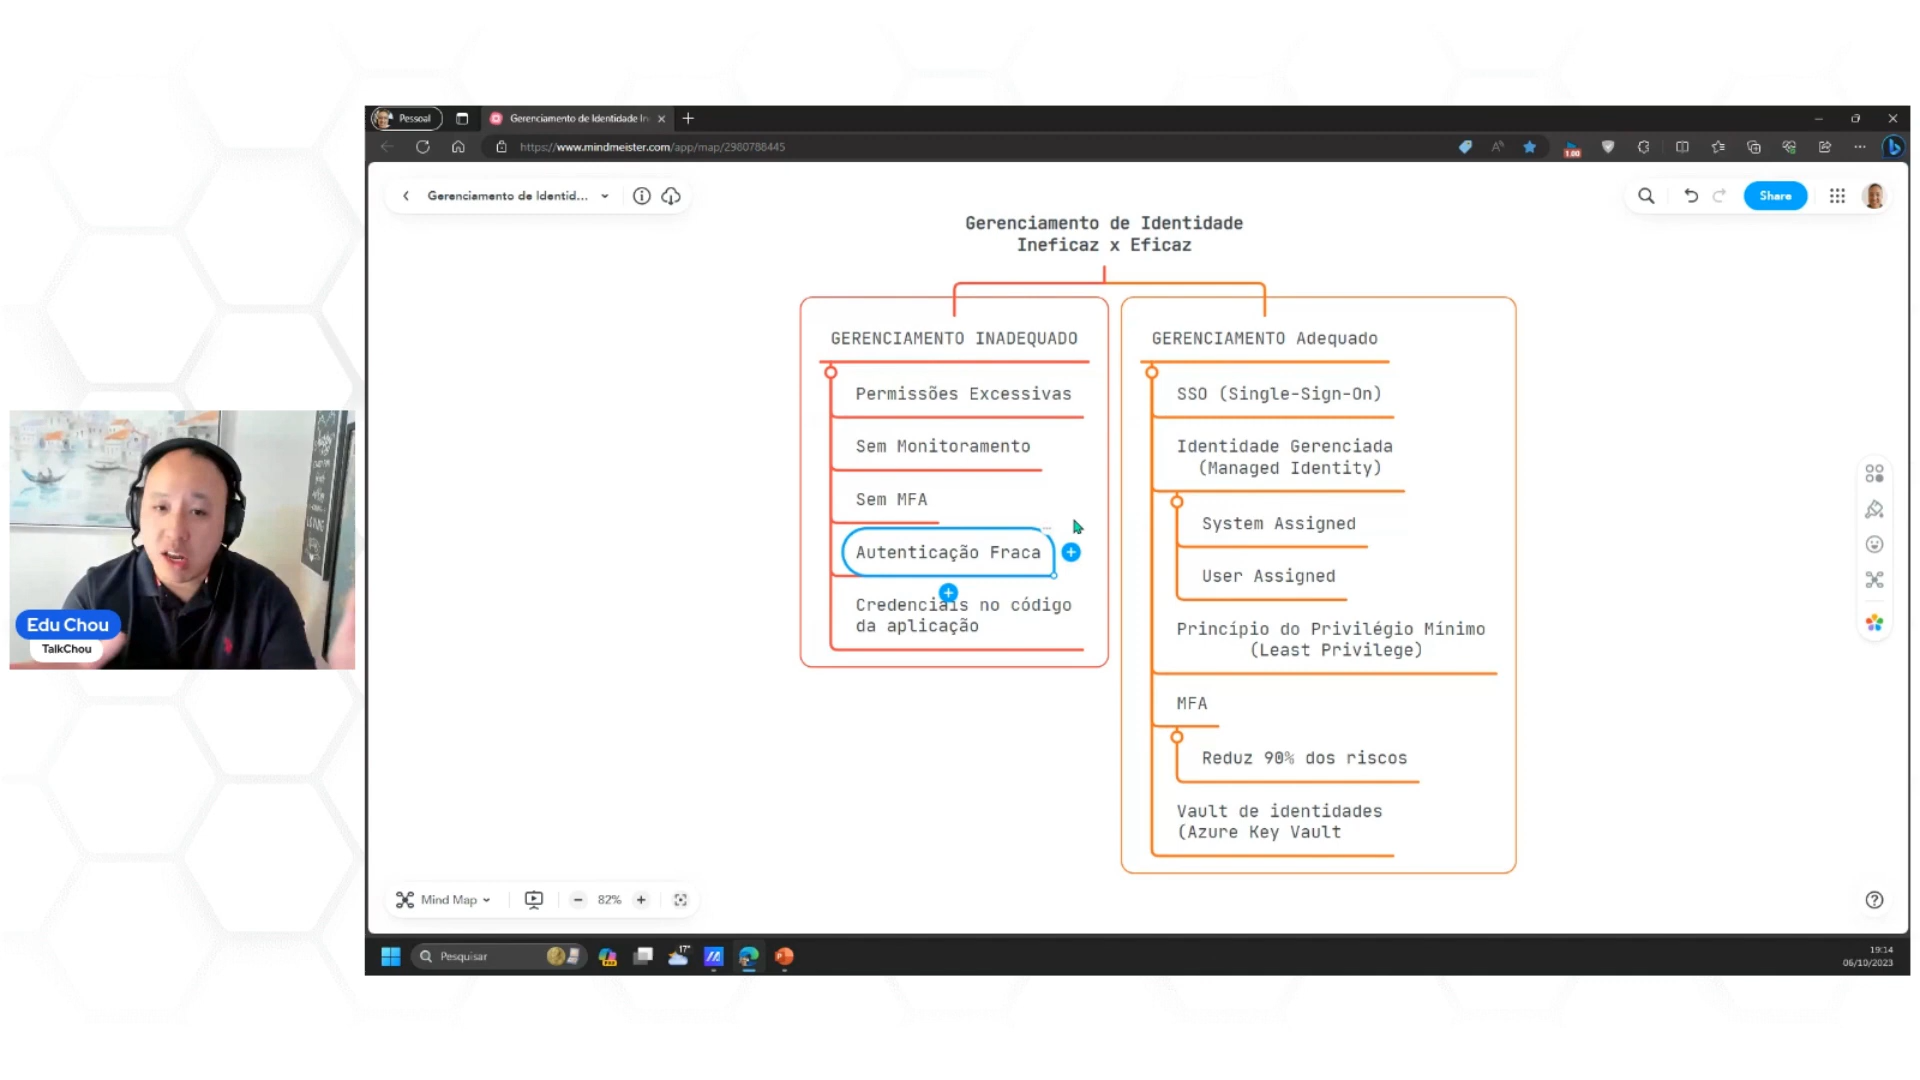 Pessoal
Gerenciamento de Identidade In
https://www.mindmeister.com/app/map/2980788445
1.00
Gerenciamento de Identid...
Share
Gerenciamento de Identidade
Ineficaz x Eficaz
GERENCIAMENTO INADEQUADO
Permissões Excessivas
Sem Monitoramento
Sem MFA
Autenticação Fraca
Credenciais no código
da aplicação
GERENCIAMENTO Adequado
SSO (Single-Sign-On)
Identidade Gerenciada
(Managed Identity)
System Assigned
User Assigned
Princípio do Privilégio Mínimo
(Least Privilege)
MFA
Reduz 90% dos riscos
Vault de identidades
(Azure Key Vault
Edu Chou
TalkChou
Mind Map
82%
Pesquisar
17°
19:14
06/10/2023